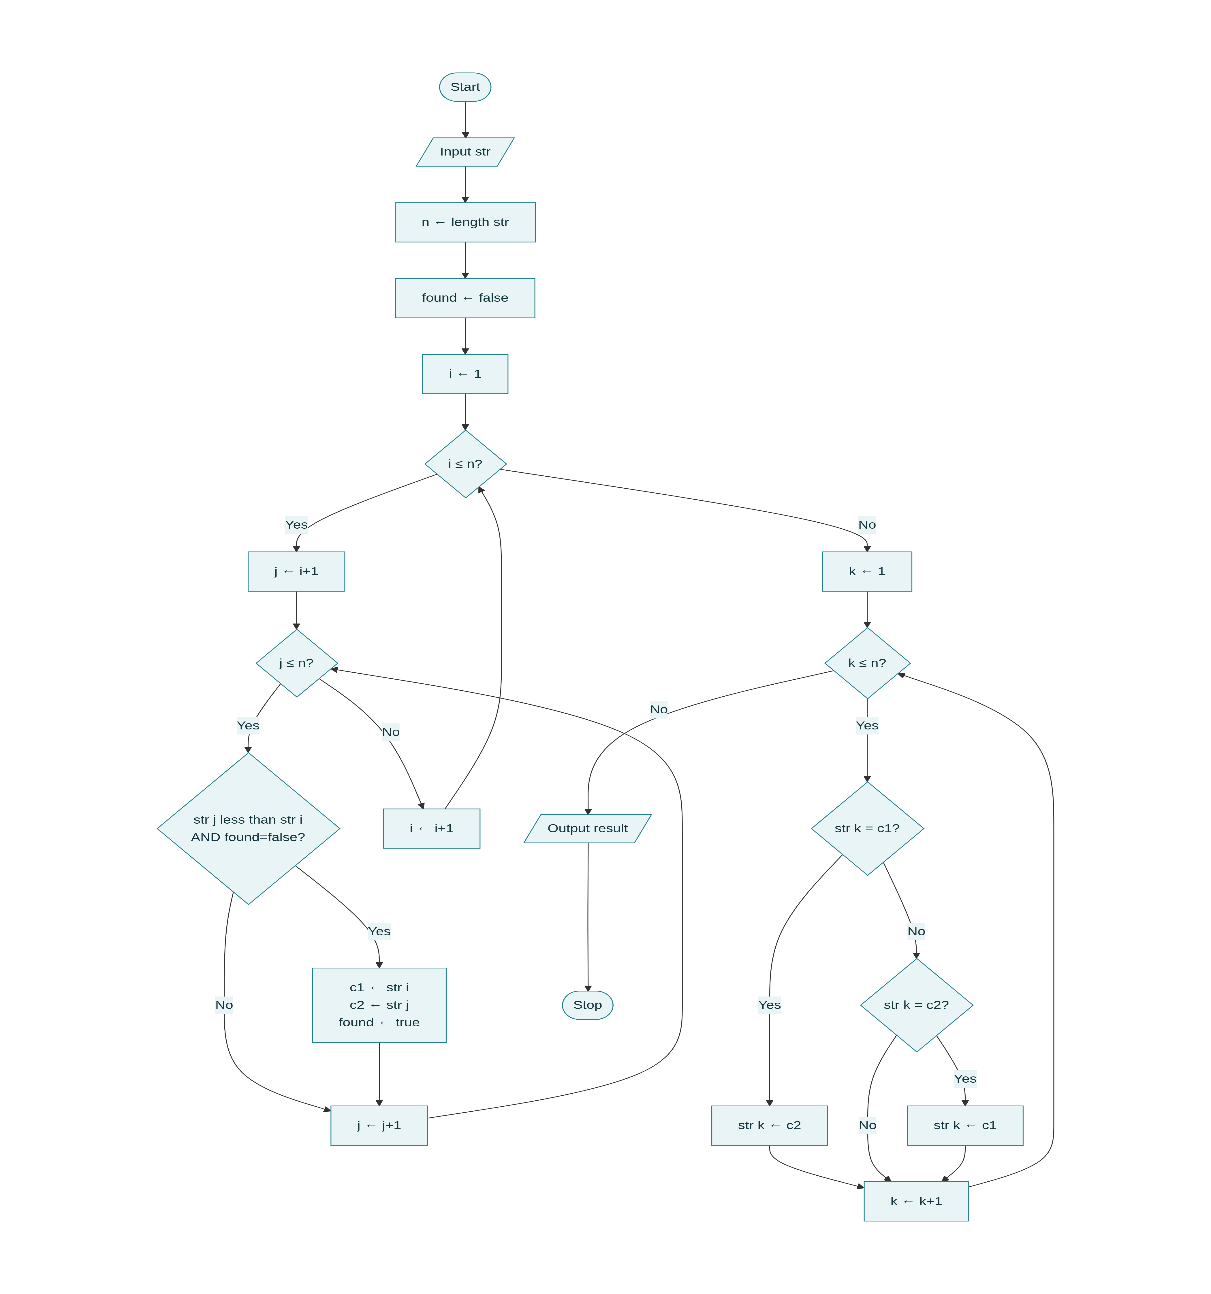 Start
Input str
n ← length str
found ← false
i ← 1
i ≤ n?
Yes
No
j ← i+1
k ← 1
j ≤ n?
k ≤ n?
No
Yes
No
Yes
str j less than str i
AND found=false?
i ← i+1
Output result
str k = c1?
Yes
No
c1 ← str i
c2 ← str j
found ← true
No
Stop
Yes
str k = c2?
Yes
j ← j+1
str k ← c2
No
str k ← c1
k ← k+1